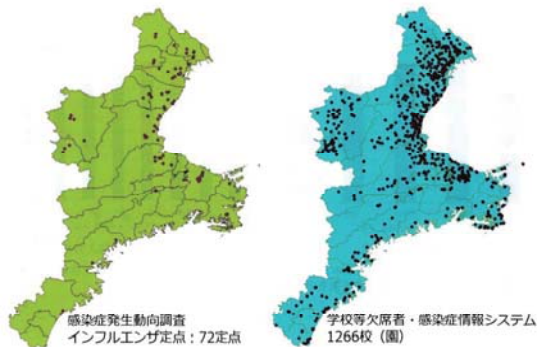 感染症発生動向調査
インフルエンザ定点：72定点
学校等欠席者・感染症情報システム
1266校（園）